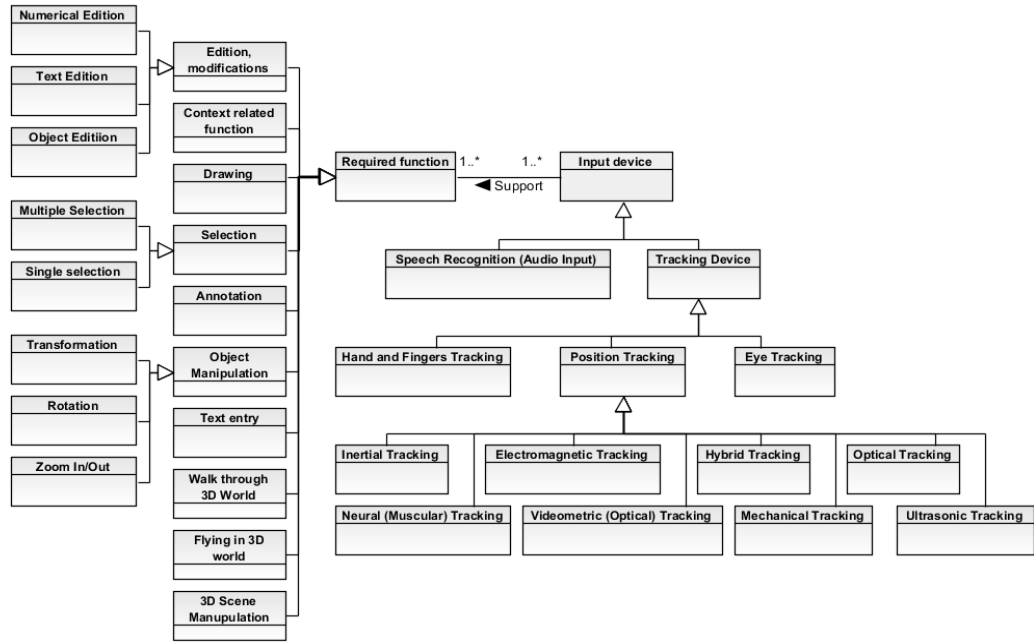 Numerical Edition
Text Edition
Object Editiion
Multiple Selection
Single selection
Transformation
Rotation
Zoom In/Out
Edition,
modifications
Context related
function
Drawing
Selection
Annotation
Object
Manipulation
Text entry
Walk through
3D World
Flying in 3D
world
3D Scene
Manupulation
Required function
1..*
1..*
Support
Input device
Speech Recognition (Audio Input)
Tracking Device
Hand and Fingers Tracking
Position Tracking
Eye Tracking
Inertial Tracking
Electromagnetic Tracking
Hybrid Tracking
Optical Tracking
Neural (Muscular) Tracking
Videometric (Optical) Tracking
Mechanical Tracking
Ultrasonic Tracking